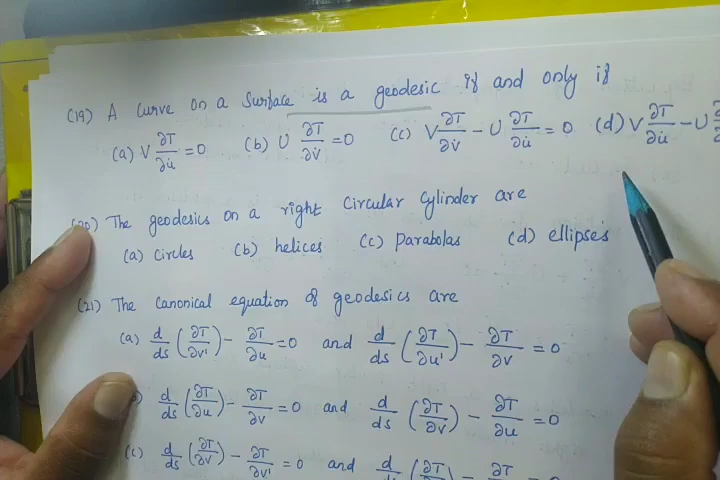 (19) A Curve on a Surface is a geodesic if and only if
(a) V ∂T/∂u̇ = 0 (b) U ∂T/∂v̇ = 0 (c) V ∂T/∂v̇ − U ∂T/∂u̇ = 0 (d) V ∂T/∂u̇ − U
(20) The geodesics on a right Circular Cylinder are
(a) Circles (b) helices (c) Parabolas (d) ellipses
(21) The Canonical equation of geodesics are
(a) d/ds (∂T/∂v') − ∂T/∂u = 0 and d/ds (∂T/∂u') − ∂T/∂v = 0
d/ds (∂T/∂u) − ∂T/∂v = 0 and d/ds (∂T/∂v) − ∂T/∂u = 0
(c) d/ds (∂T/∂v) − ∂T/∂v' = 0 and